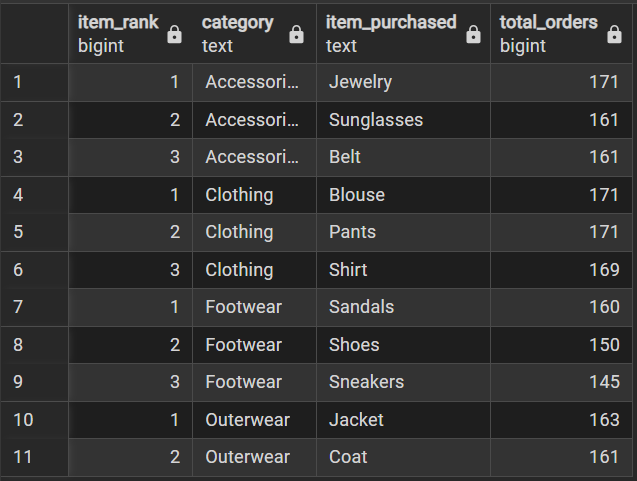 item_rank category item_purchased total_orders
bigint text text bigint
1 1 Accessori... Jewelry 171
2 2 Accessori... Sunglasses 161
3 3 Accessori... Belt 161
4 1 Clothing Blouse 171
5 2 Clothing Pants 171
6 3 Clothing Shirt 169
7 1 Footwear Sandals 160
8 2 Footwear Shoes 150
9 3 Footwear Sneakers 145
10 1 Outerwear Jacket 163
11 2 Outerwear Coat 161